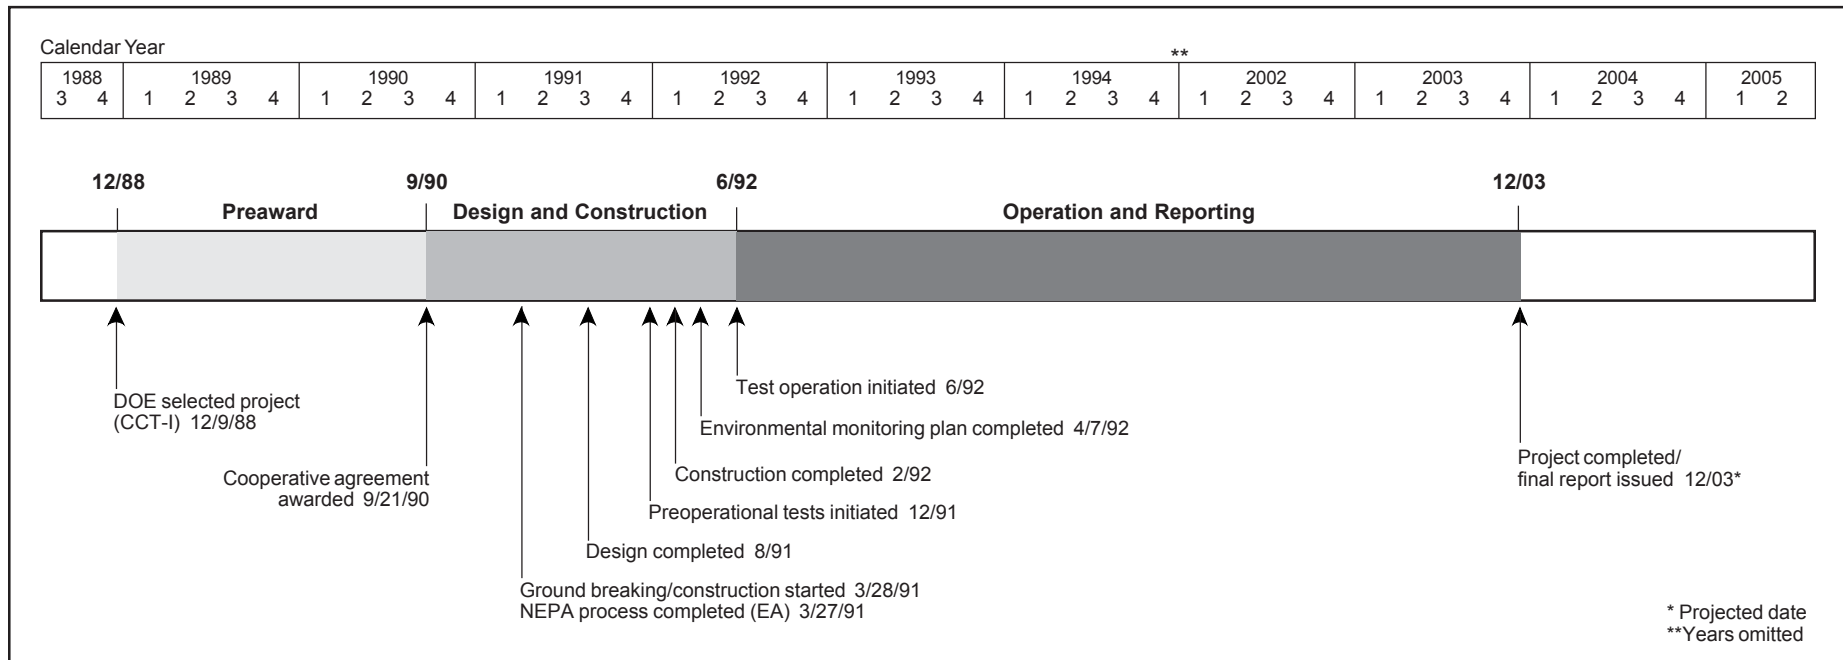 Calendar Year
**
1988 1989 1990 1991 1992 1993 1994 2002 2003 2004 2005
3 4 1 2 3 4 1 2 3 4 1 2 3 4 1 2 3 4 1 2 3 4 1 2 3 4 1 2 3 4 1 2 3 4 1 2 3 4 1 2
12/88 9/90 6/92 12/03
Preaward Design and Construction Operation and Reporting
Test operation initiated 6/92
DOE selected project
(CCT-I) 12/9/88
Environmental monitoring plan completed 4/7/92
Cooperative agreement
awarded 9/21/90
Construction completed 2/92
Project completed/
final report issued 12/03*
Preoperational tests initiated 12/91
Design completed 8/91
Ground breaking/construction started 3/28/91
NEPA process completed (EA) 3/27/91
* Projected date
**Years omitted